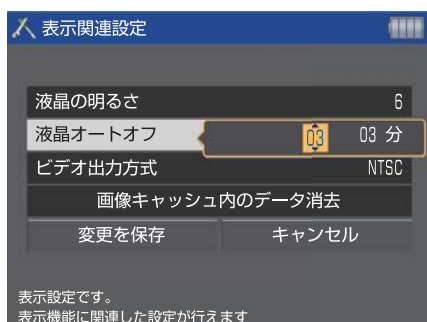 表示関連設定
液晶の明るさ 6
液晶オートオフ 03 03 分
ビデオ出力方式 NTSC
画像キャッシュ内のデータ消去
変更を保存 キャンセル
表示設定です。
表示機能に関連した設定が行えます